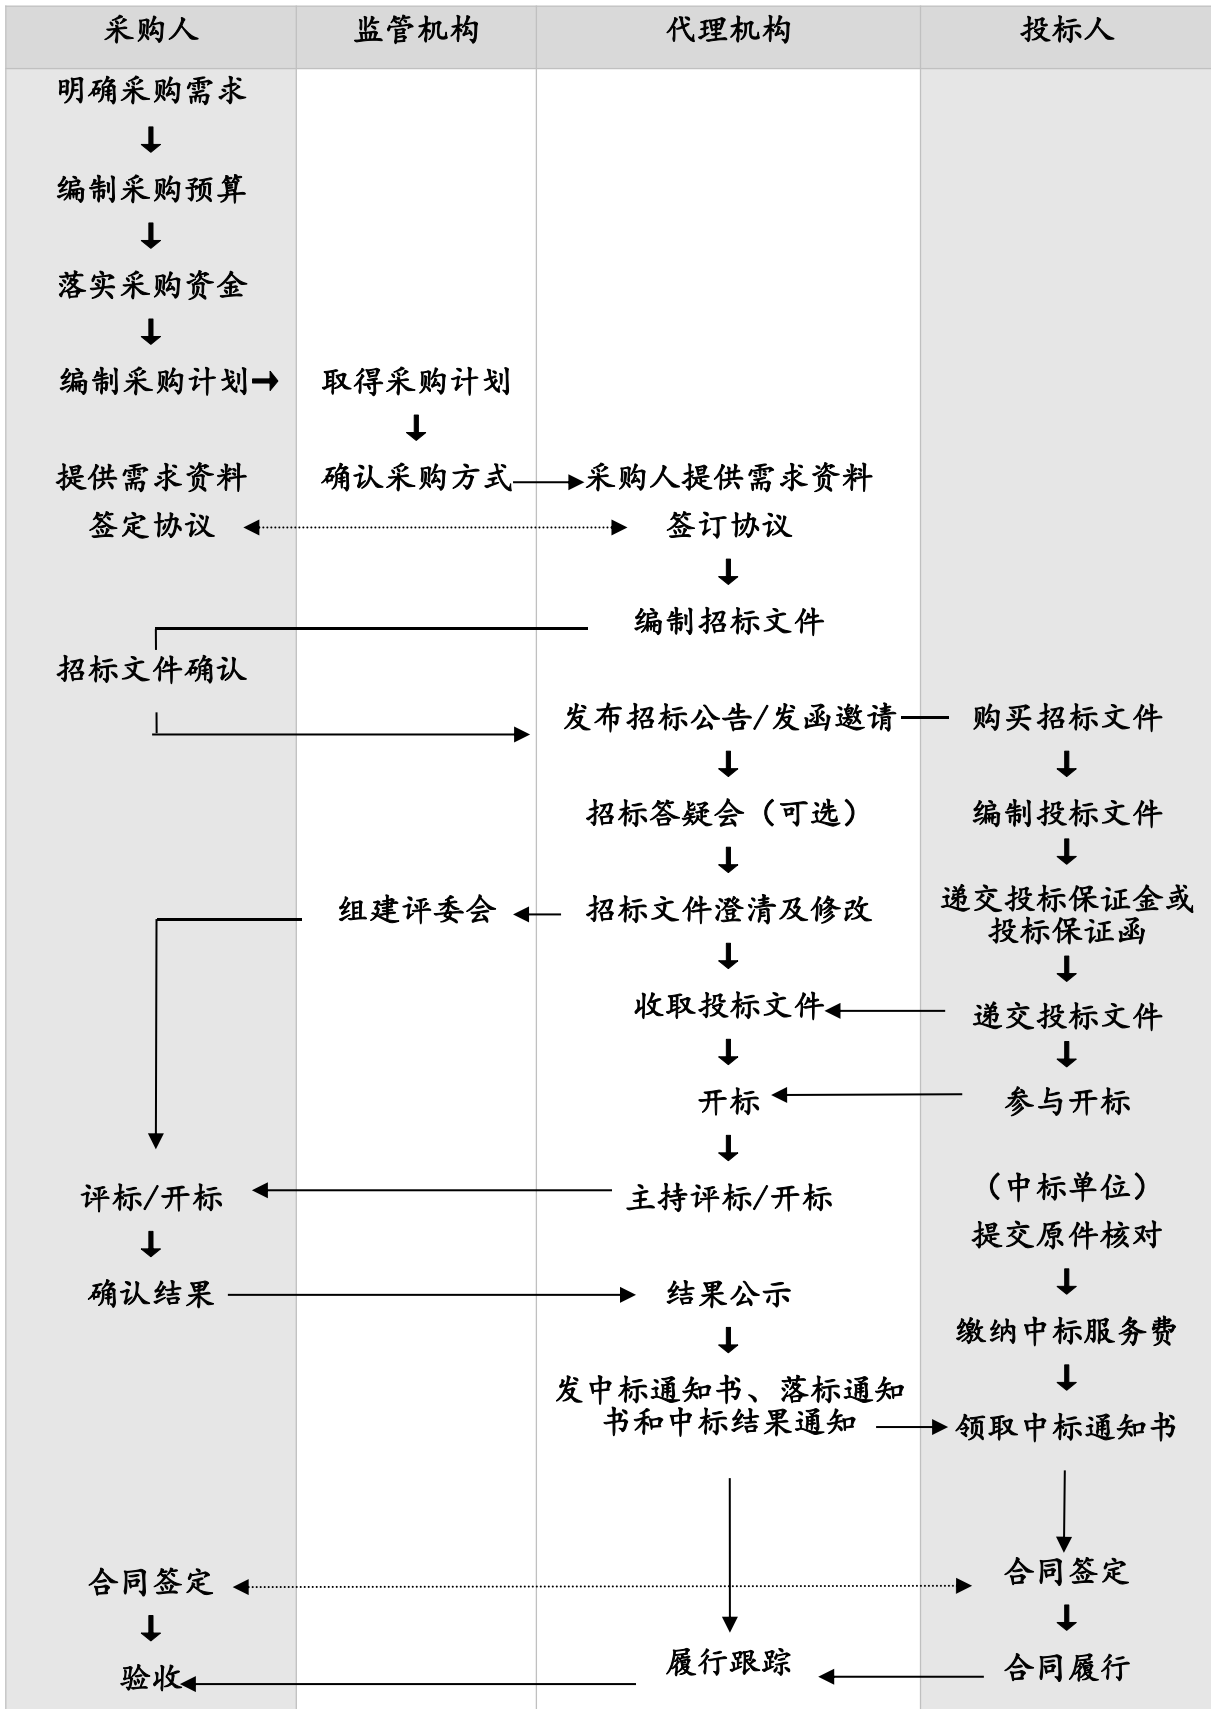 采购人 监管机构 代理机构 投标人
明确采购需求
编制采购预算
落实采购资金
编制采购计划 取得采购计划
提供需求资料 确认采购方式 采购人提供需求资料
签定协议 签订协议
编制招标文件
招标文件确认
发布招标公告/发函邀请 购买招标文件
招标答疑会（可选） 编制投标文件
组建评委会 招标文件澄清及修改 递交投标保证金或
投标保证函
收取投标文件 递交投标文件
开标 参与开标
评标/开标 主持评标/开标 （中标单位）
提交原件核对
确认结果 结果公示
缴纳中标服务费
发中标通知书、落标通知
书和中标结果通知 领取中标通知书
合同签定 合同签定
验收 履行跟踪 合同履行